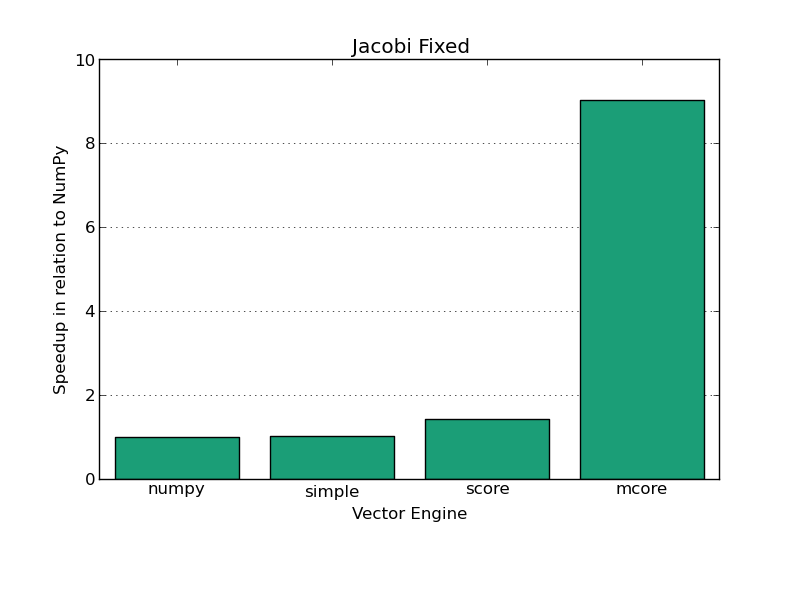 Jacobi Fixed
10
8
6
4
2
0
Speedup in relation to NumPy
numpy
simple
score
mcore
Vector Engine